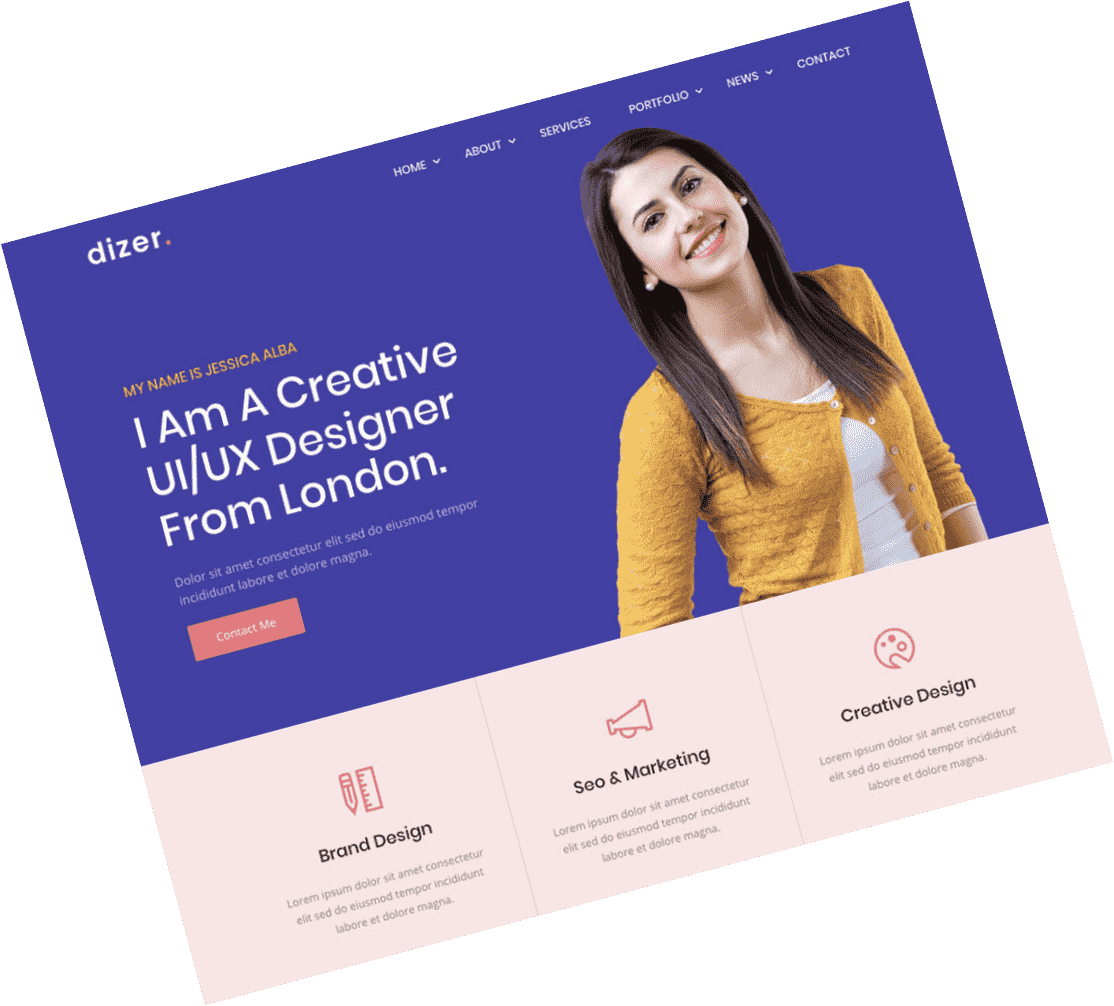 dizer.
HOME ABOUT SERVICES PORTFOLIO NEWS CONTACT
MY NAME IS JESSICA ALBA
I Am A Creative
UI/UX Designer
From London.
Dolor sit amet consectetur elit sed do eiusmod tempor
incididunt labore et dolore magna.
Contact Me
Brand Design
Lorem ipsum dolor sit amet consectetur
elit sed do eiusmod tempor incididunt
labore et dolore magna.
Seo & Marketing
Lorem ipsum dolor sit amet consectetur
elit sed do eiusmod tempor incididunt
labore et dolore magna.
Creative Design
Lorem ipsum dolor sit amet consectetur
elit sed do eiusmod tempor incididunt
labore et dolore magna.